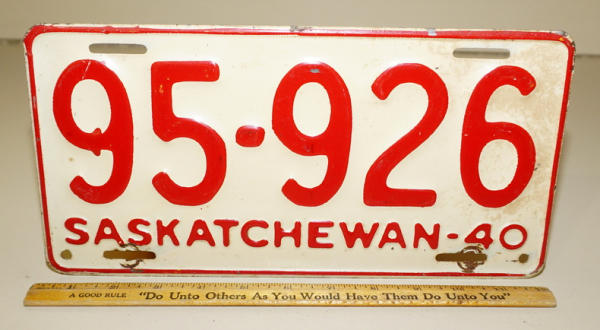 95-926
SASKATCHEWAN-40
A GOOD RULE "Do Unto Others As You Would Have Them Do Unto You"